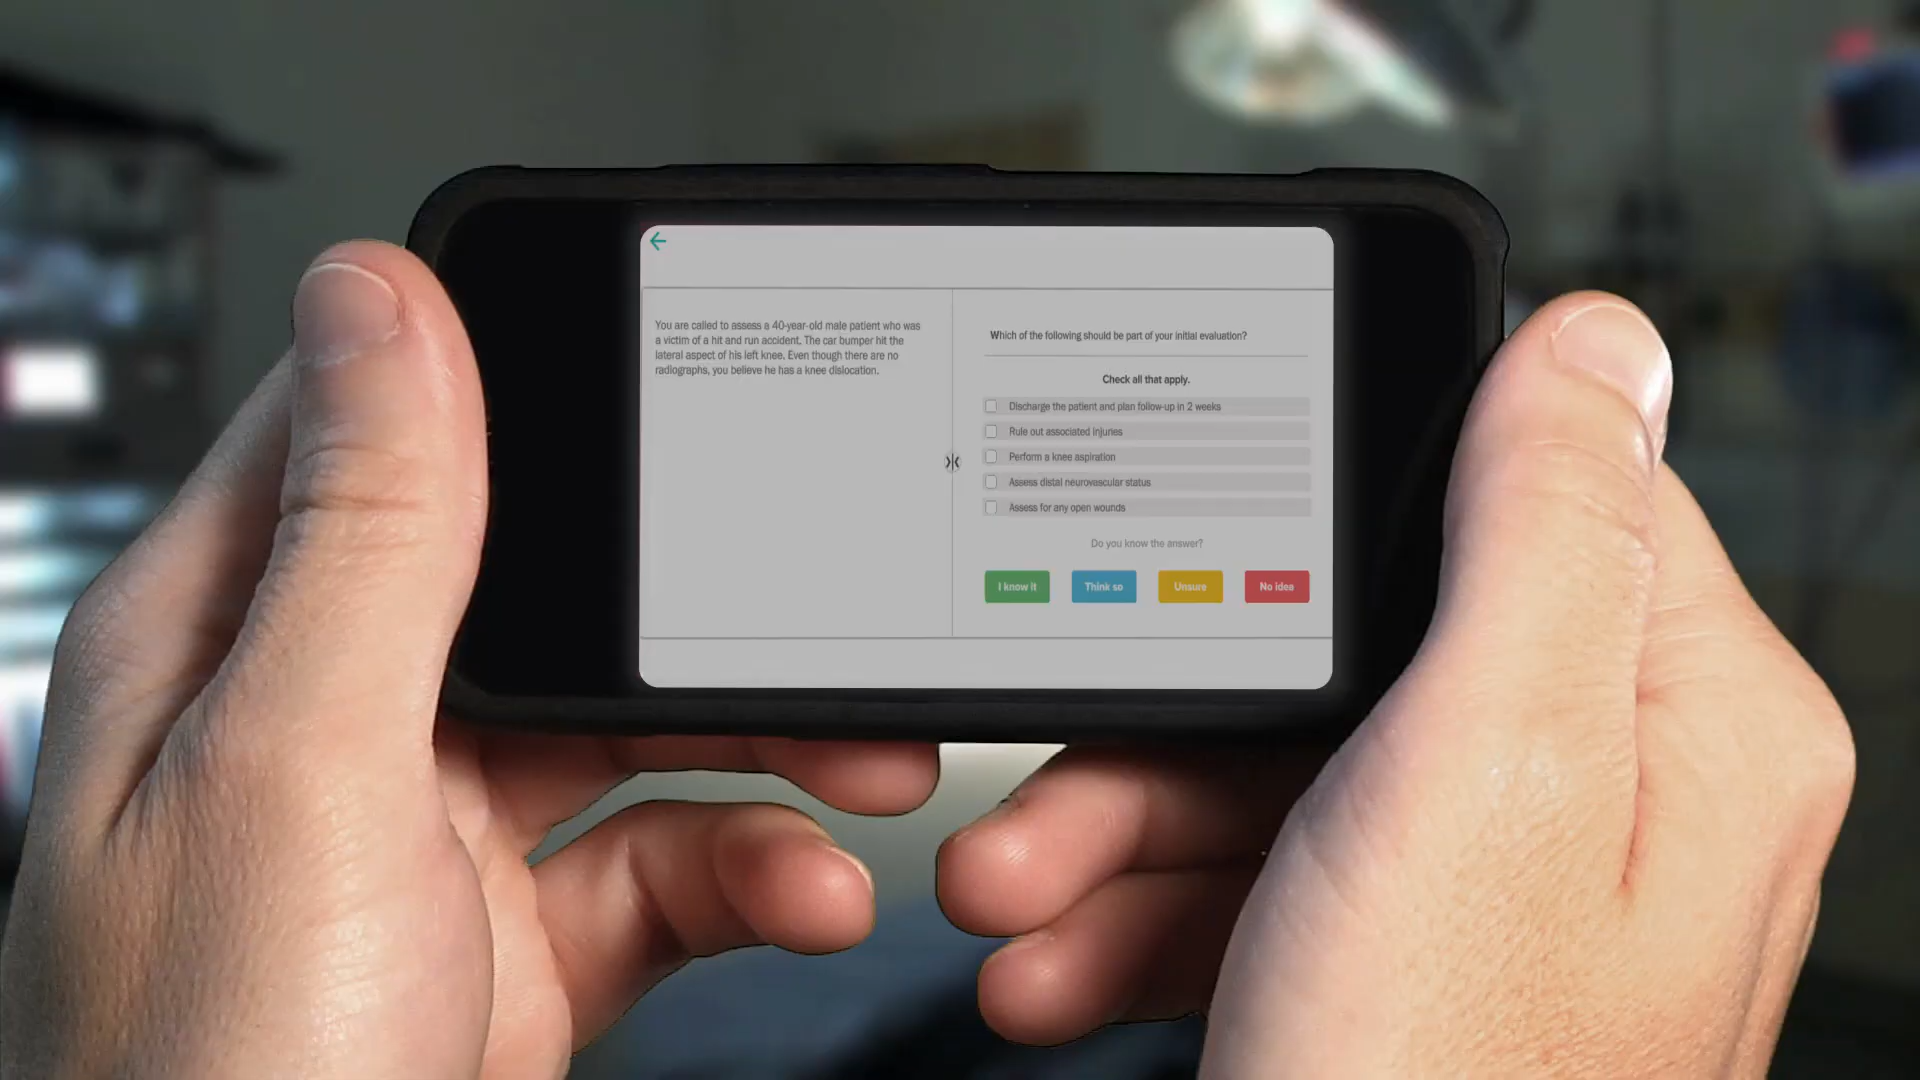 You are called to assess a 40-year-old male patient who was
a victim of a hit and run accident. The car bumper hit the
lateral aspect of his left knee. Even though there are no
radiographs, you believe he has a knee dislocation.
Which of the following should be part of your initial evaluation?
Check all that apply.
Discharge the patient and plan follow-up in 2 weeks
Rule out associated injuries
Perform a knee aspiration
Assess distal neurovascular status
Assess for any open wounds
Do you know the answer?
I know it
Think so
Unsure
No idea